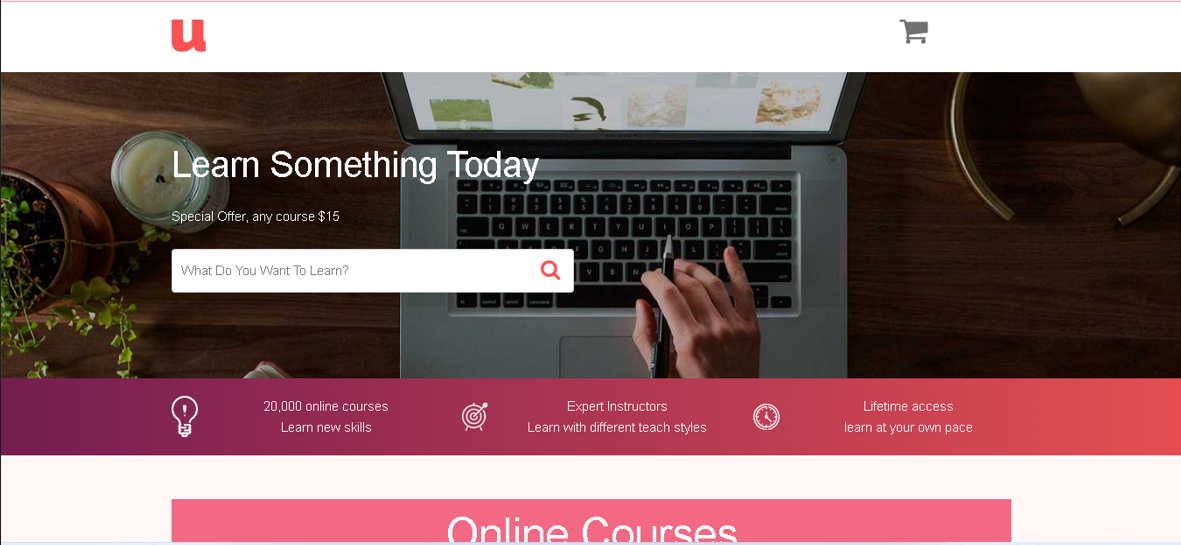 u
Learn Something Today
Special Offer, any course $15
What Do You Want To Learn?
20,000 online courses
Learn new skills
Expert Instructors
Learn with different teach styles
Lifetime access
learn at your own pace
Online Courses